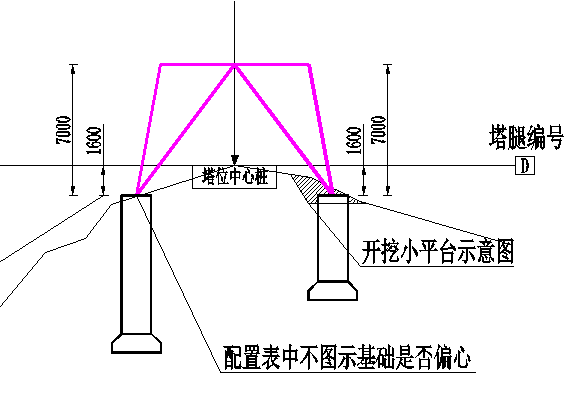 7000
1600
1600
7000
塔腿编号
D
塔位中心桩
开挖小平台示意图
配置表中不图示基础是否偏心